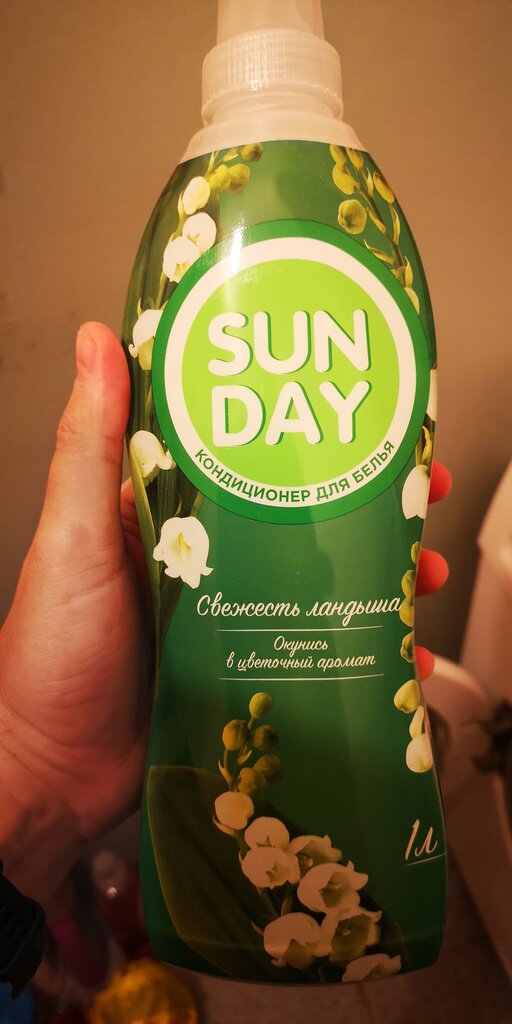 SUN
DAY
КОНДИЦИОНЕР ДЛЯ БЕЛЬЯ
Свежесть ландыша
Окунись
в цветочный аромат
1л